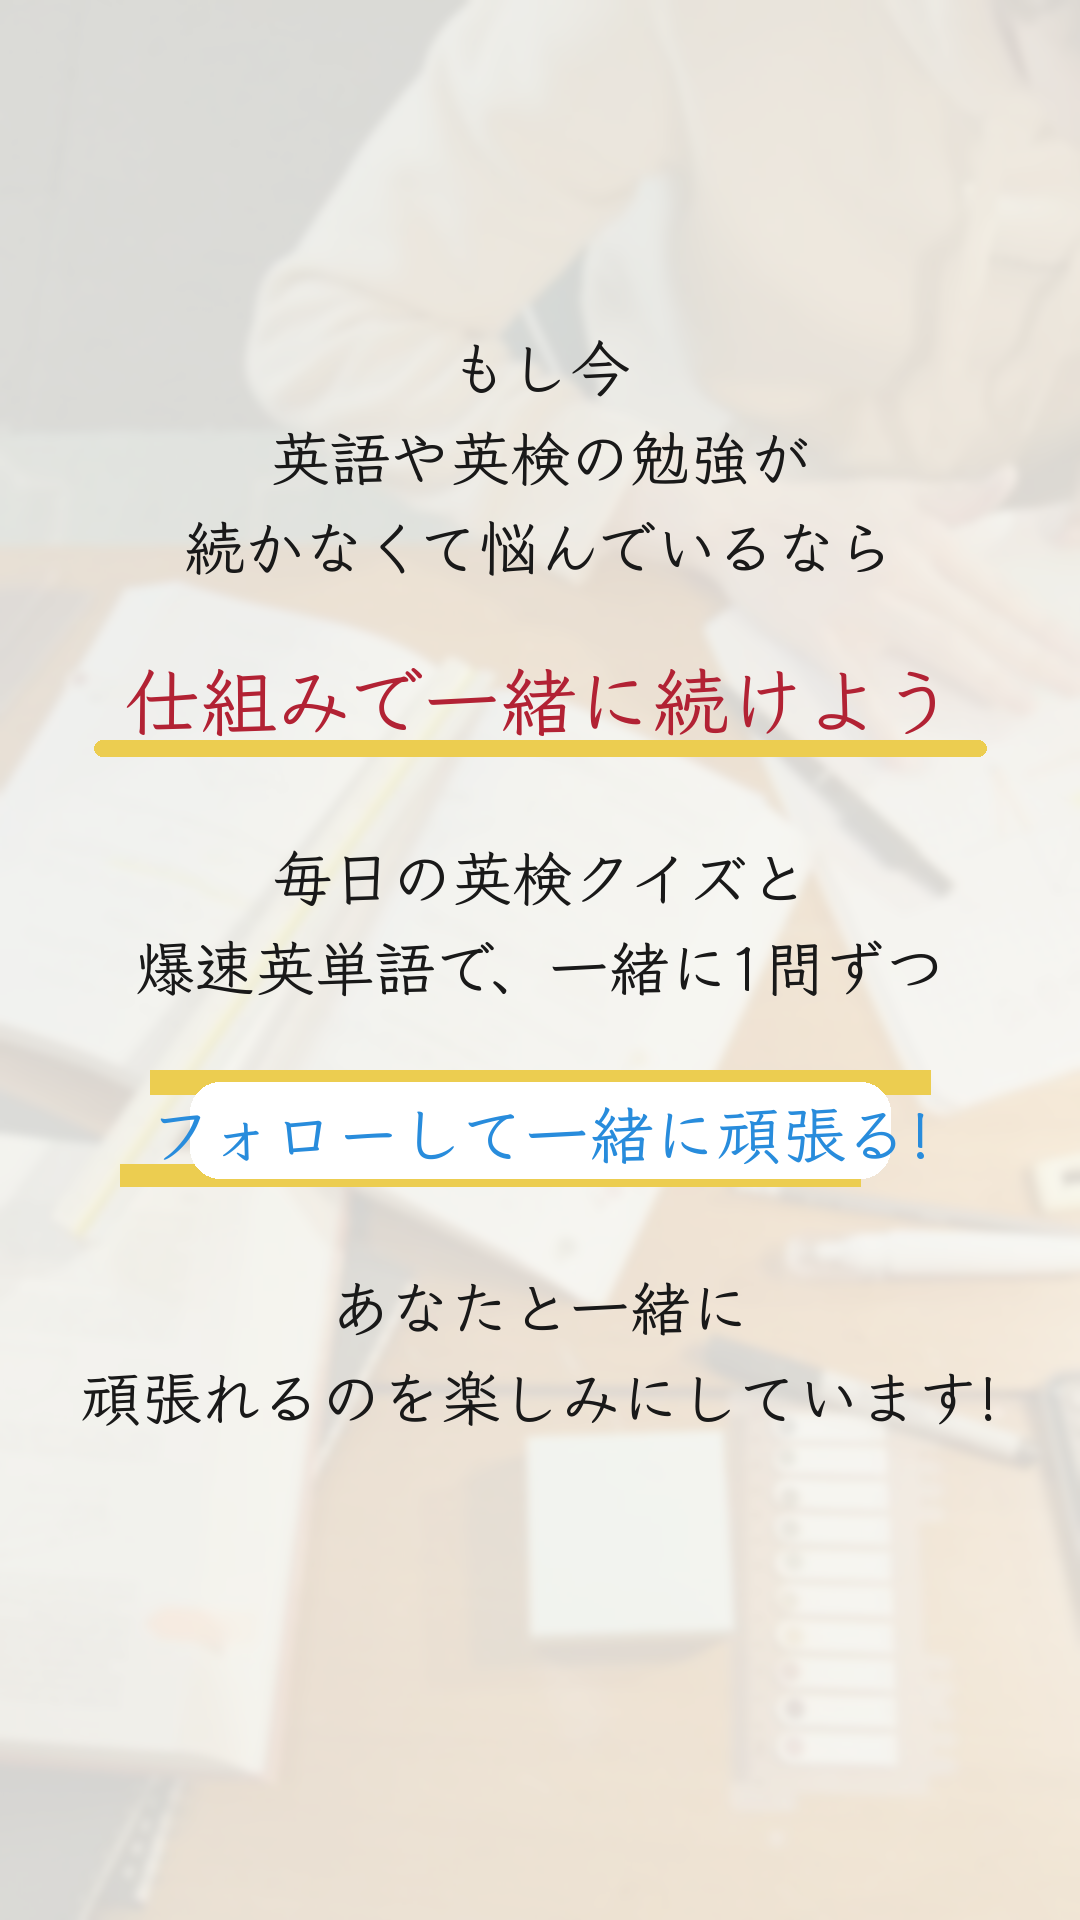 もし今
英語や英検の勉強が
続かなくて悩んでいるなら
仕組みで一緒に続けよう
毎日の英検クイズと
爆速英単語で、一緒に1問ずつ
フォローして一緒に頑張る!
あなたと一緒に
頑張れるのを楽しみにしています!